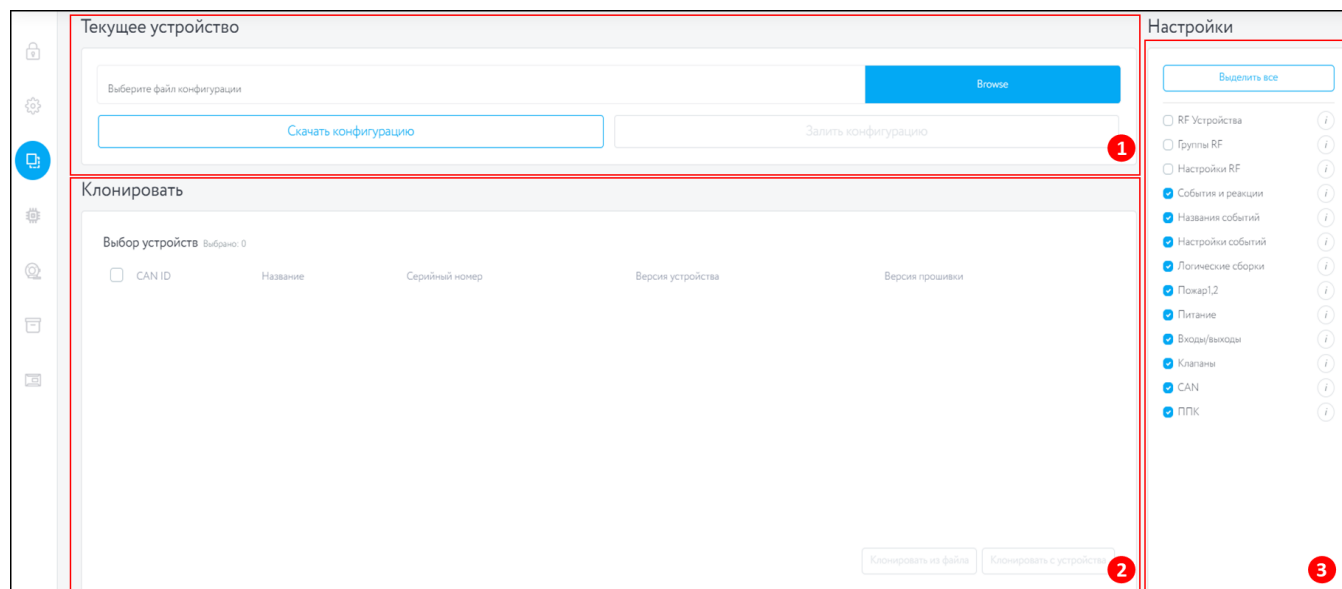 Текущее устройство
Выберите файл конфигурации
Browse
Скачать конфигурацию
Залить конфигурацию
1
Клонировать
Выбор устройств Выбрано: 0
CAN ID Название Серийный номер Версия устройства Версия прошивки
Клонировать из файла
Клонировать с устройства
2
Настройки
Выделить все
RF Устройства i
Группы RF i
Настройки RF i
События и реакции i
Названия событий i
Настройки событий i
Логические сборки i
Пожар1,2 i
Питание i
Входы/выходы i
Клапаны i
CAN i
ППК i
3